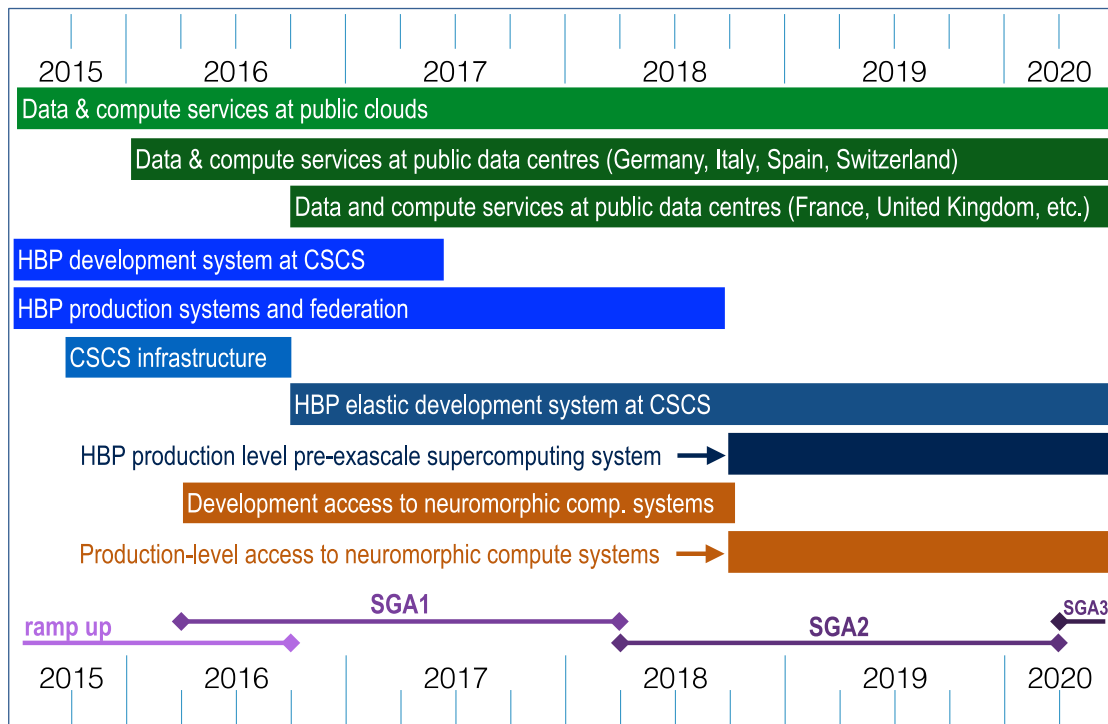 2015 2016 2017 2018 2019 2020
Data & compute services at public clouds
Data & compute services at public data centres (Germany, Italy, Spain, Switzerland)
Data and compute services at public data centres (France, United Kingdom, etc.)
HBP development system at CSCS
HBP production systems and federation
CSCS infrastructure
HBP elastic development system at CSCS
HBP production level pre-exascale supercomputing system
Development access to neuromorphic comp. systems
Production-level access to neuromorphic compute systems
SGA1
SGA3
ramp up
SGA2
2015 2016 2017 2018 2019 2020